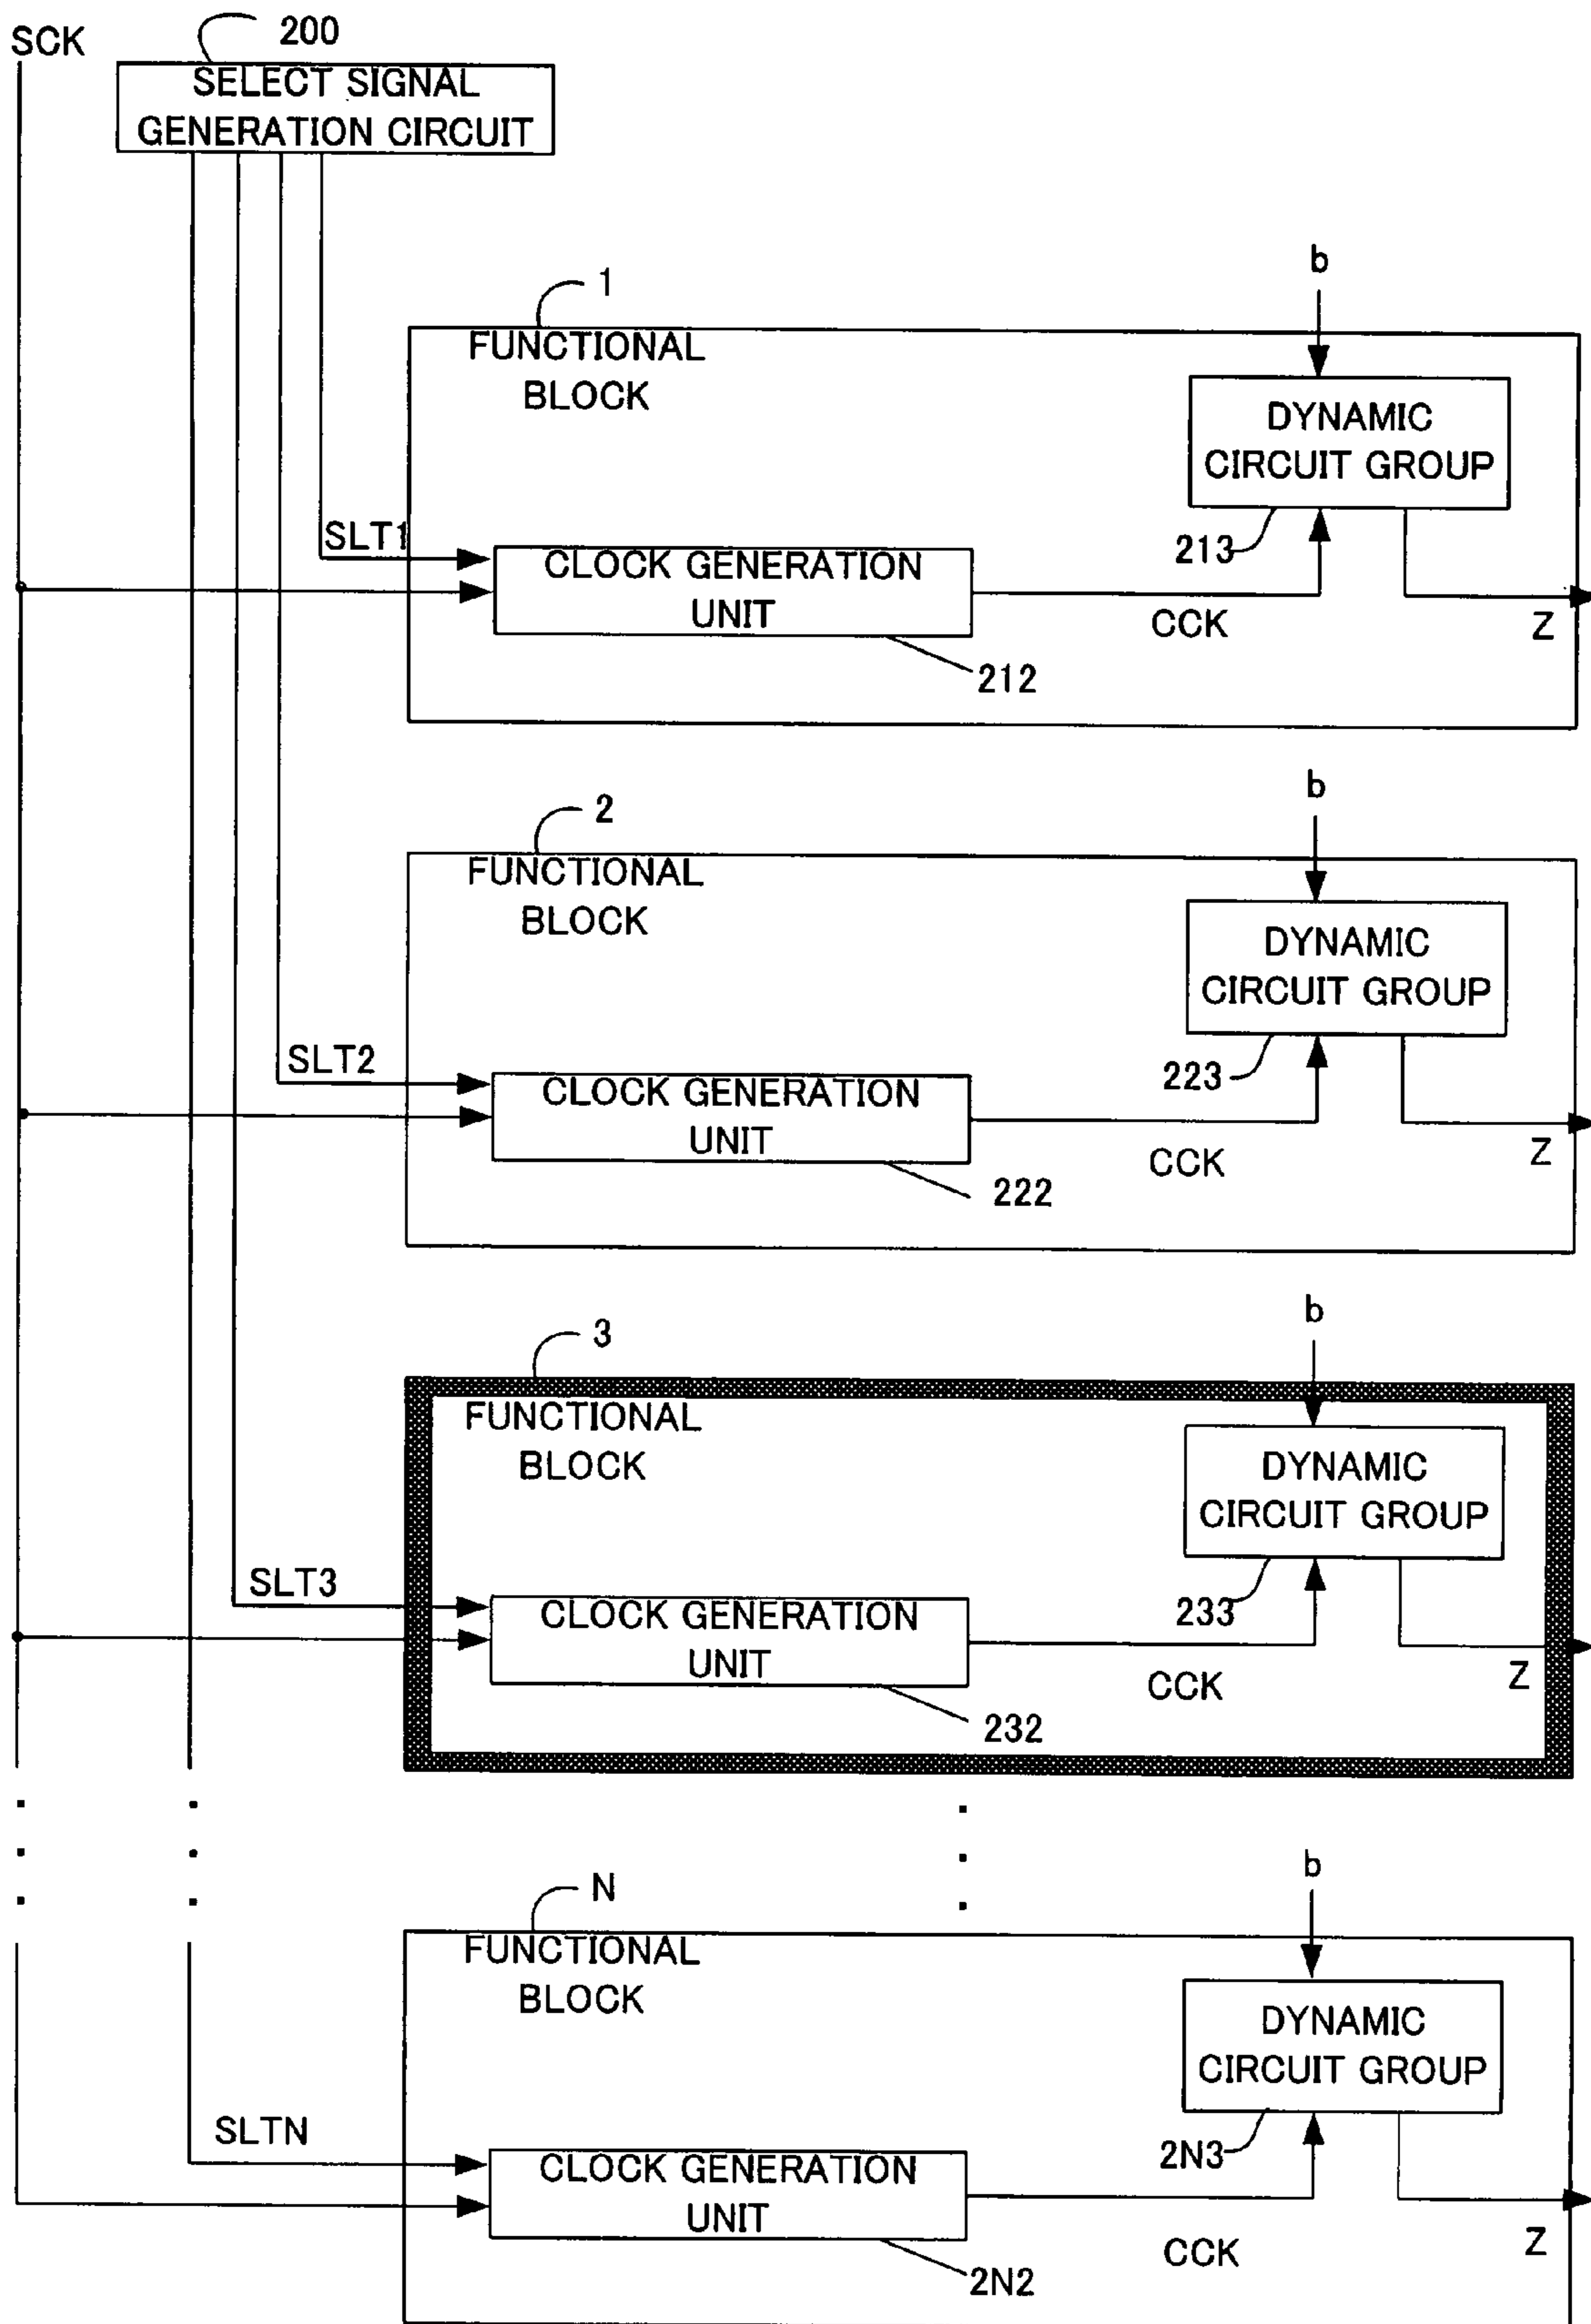 SCK
200
SELECT SIGNAL
GENERATION CIRCUIT
1
b
FUNCTIONAL
BLOCK
DYNAMIC
CIRCUIT GROUP
SLT1
213
CLOCK GENERATION
UNIT
CCK
Z
212
2
b
FUNCTIONAL
BLOCK
DYNAMIC
CIRCUIT GROUP
SLT2
223
CLOCK GENERATION
UNIT
CCK
Z
222
3
b
FUNCTIONAL
BLOCK
DYNAMIC
CIRCUIT GROUP
SLT3
233
CLOCK GENERATION
UNIT
CCK
Z
232
N
b
FUNCTIONAL
BLOCK
DYNAMIC
CIRCUIT GROUP
SLTN
2N3
CLOCK GENERATION
UNIT
CCK
Z
2N2